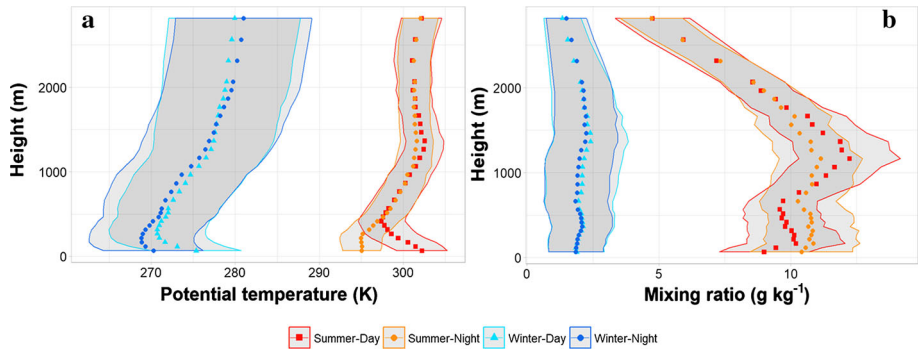 a
b
Height (m)
2000
1000
0
270
280
290
300
Potential temperature (K)
Height (m)
2000
1000
0
0
5
10
Mixing ratio (g kg⁻¹)
Summer-Day Summer-Night Winter-Day Winter-Night